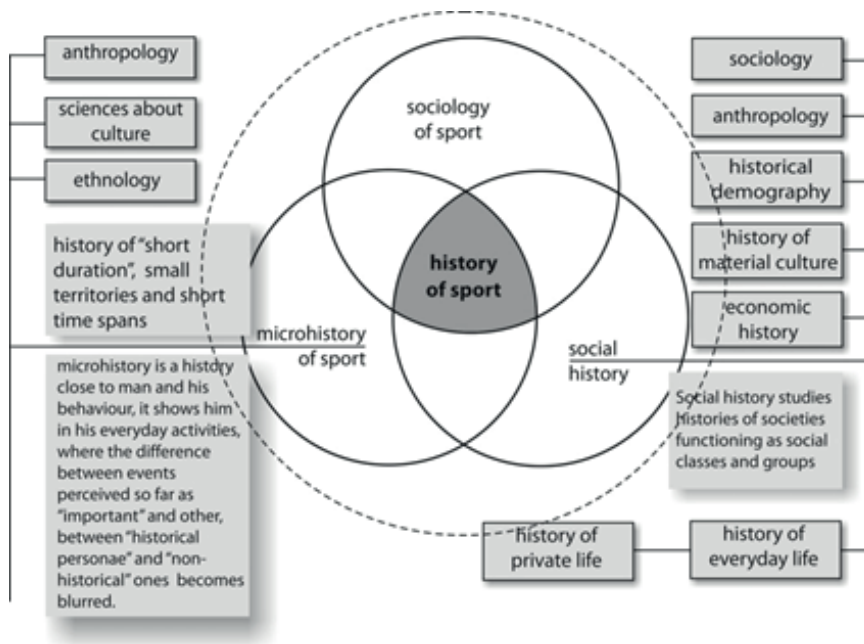 anthropology
sciences about
culture
ethnology
history of "short
duration", small
territories and short
time spans
microhistory is a history
close to man and his
behaviour, it shows him
in his everyday activities,
where the difference
between events
perceived so far as
"important" and other,
between "historical
personae" and "non-
historical" ones becomes
blurred.
sociology
of sport
history
of sport
microhistory
of sport
social
history
sociology
anthropology
historical
demography
history of
material culture
economic
history
Social history studies
histories of societies
functioning as social
classes and groups
history of
private life
history of
everyday life